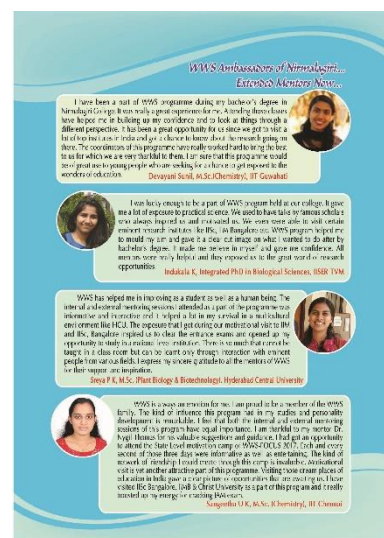 WWS Ambassadors of Nirmalagiri....
Extended Mentors Now...
I have been a part of WWS programme during my bachelor's degree in
Nirmalagiri College. It was really a great experience for me. Attending those classes
have helped me in building up my confidence and to look at things through a
different perspective. It has been a great opportunity for us since we got to visit a
lot of top institutes in India and got a chance to know about the research going on
there. The coordinators of this programme have really worked hard to bring the best
to us for which we are very thankful to them. I am sure that this programme would
be of great use to young people who are seeking for a chance to get exposed to the
wonders of education.
Devayani Sunil, M.Sc. (Chemistry), IIT Guwahati
I was lucky enough to be a part of WWS program held at our college. It gave
me a lot of exposure to practical science. We used to have talks by famous scholars
who always inspired us and motivated us. We even were able to visit certain
eminent research institutes like IISc, IIA Bangalore etc. WWS program helped me
to mould my aim and gave it a clear cut image on what I wanted to do after my
bachelor's degree. It made me believe in myself and gave me confidence. All
mentors were really helpful and they exposed us to the great world of research
opportunities.
Indukala K, Integrated PhD in Biological Sciences, IISER TVM
WWS has helped me in improving as a student as well as a human being. The
internal and external mentoring sessions I attended as a part of the program was
informative and interactive and it helped a lot in my survival in a multicultural
environment like HCU. The exposure that I got during our motivational visit to IIM
and IISc, Bangalore inspired us to clear the entrance exams and opened up my
opportunity to study in a national level institution. There is so much that cannot be
taught in a class room but can be learnt only through interaction with eminent
people from various fields. I express my sincere gratitude to all the mentors of WWS
for their support and inspiration.
Sreya P K, M.Sc. (Plant Biology & Biotechnology), Hyderabad Central University
WWS is always an emotion for me. I am proud to be a member of the WWS
family. The kind of influence this program had in my studies and personality
development is remarkable. I feel that both the internal and external mentoring
sessions of this program have equal importance. I am thankful to my mentor Dr.
Nygil Thomas for his valuable suggestions and guidance. I had got an opportunity
to attend the State Level motivation camp of WWS-FOCUS 2017. Each and every
second of those three days were informative as well as entertaining. The kind of
network of friendship I could create through this camp is invaluable. Motivational
visit is yet another attractive part of this programme. Visiting those dream places of
education in India gave a clear picture of opportunities that are awaiting us. I have
visited IISc Bangalore, IIMB & Christ University as a part of this program and it really
boosted up my energy for cracking JAM exam.
Sangeetha U K, M.Sc. (Chemistry), IIT Chennai